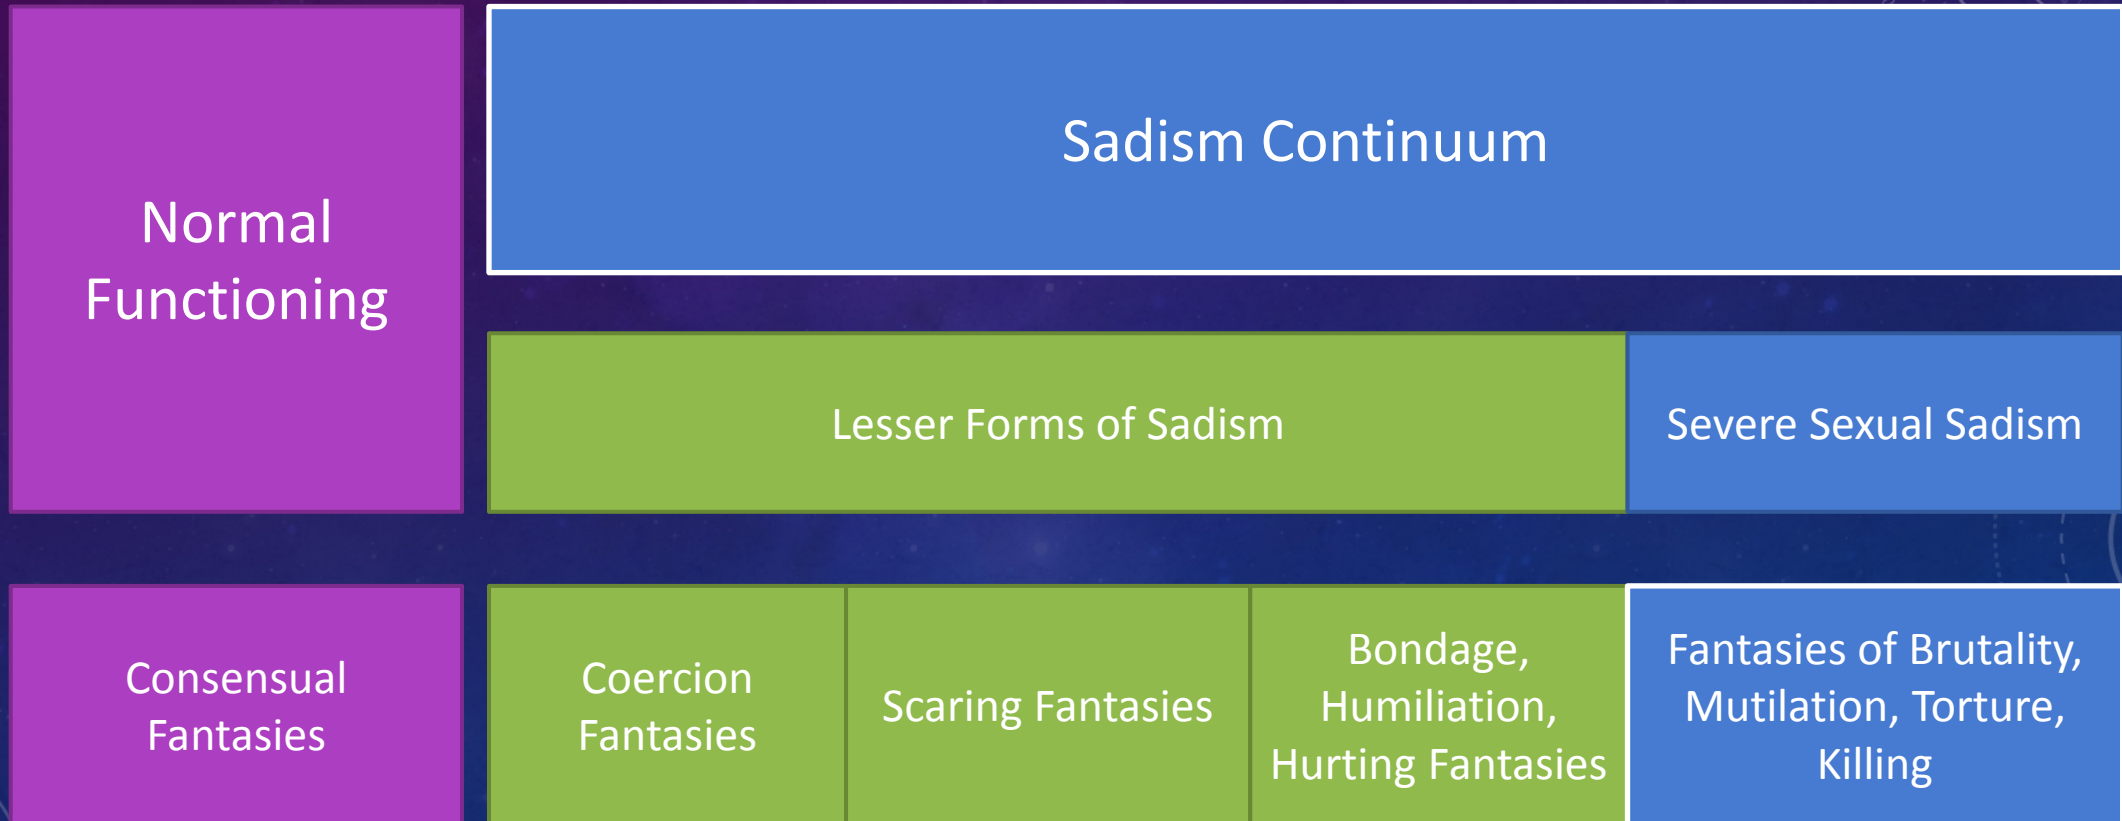 Normal
Functioning
Sadism Continuum
Lesser Forms of Sadism
Severe Sexual Sadism
Consensual
Fantasies
Coercion
Fantasies
Scaring Fantasies
Bondage,
Humiliation,
Hurting Fantasies
Fantasies of Brutality,
Mutilation, Torture,
Killing